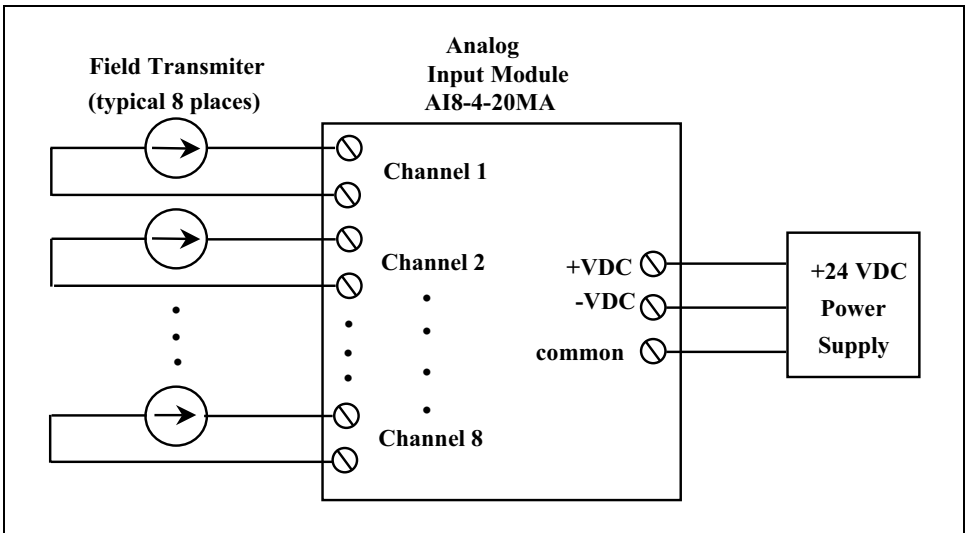 Analog
Input Module
AI8-4-20MA
Field Transmiter
(typical 8 places)
Channel 1
Channel 2
Channel 8
+VDC
-VDC
common
+24 VDC
Power
Supply